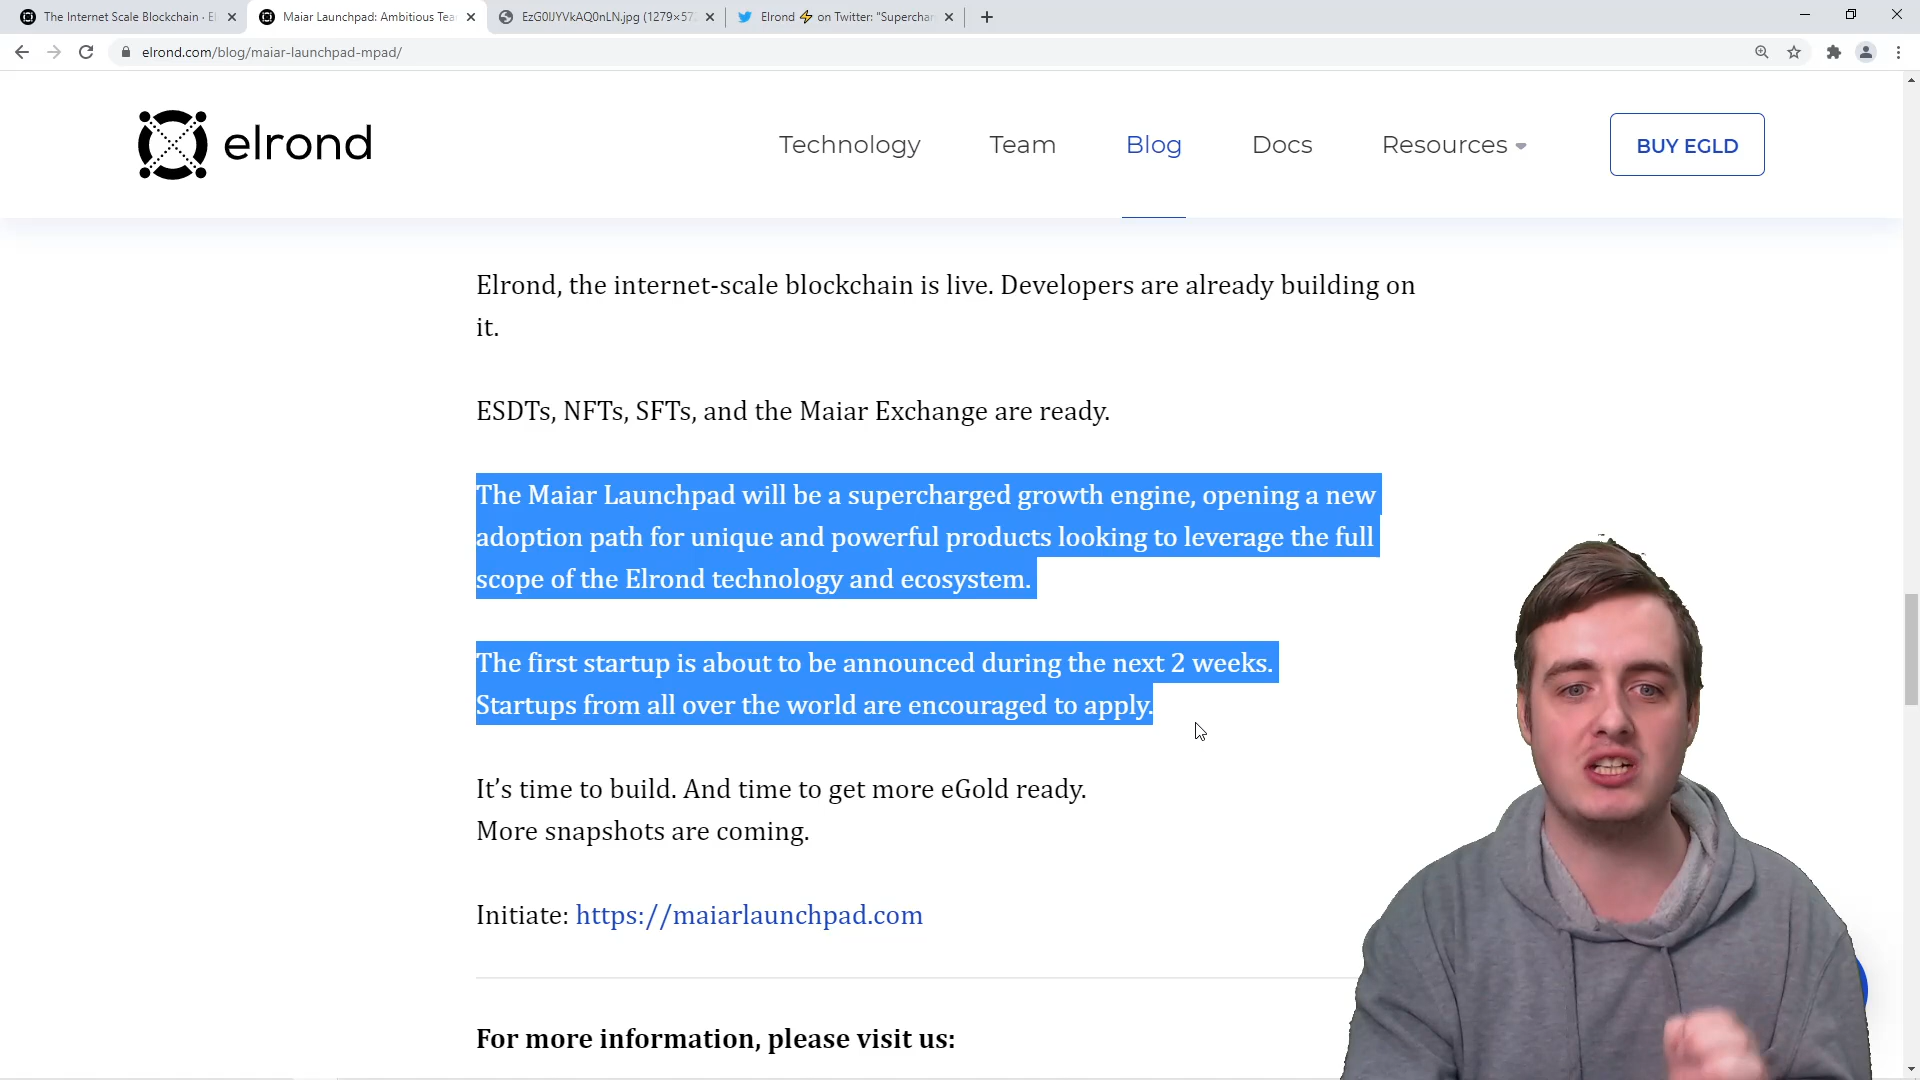 The Internet Scale Blockchain · El
Maiar Launchpad: Ambitious Tea
Elrond ⚡ on Twitter: "Superchar
elrond.com/blog/maiar-launchpad-mpad/
elrond
Technology
Team
Blog
Docs
Resources
BUY EGLD
Elrond, the internet-scale blockchain is live. Developers are already building on
it.
ESDTs, NFTs, SFTs, and the Maiar Exchange are ready.
The Maiar Launchpad will be a supercharged growth engine, opening a new
adoption path for unique and powerful products looking to leverage the full
scope of the Elrond technology and ecosystem.
The first startup is about to be announced during the next 2 weeks.
Startups from all over the world are encouraged to apply.
It’s time to build. And time to get more eGold ready.
More snapshots are coming.
Initiate: https://maiarlaunchpad.com
For more information, please visit us: